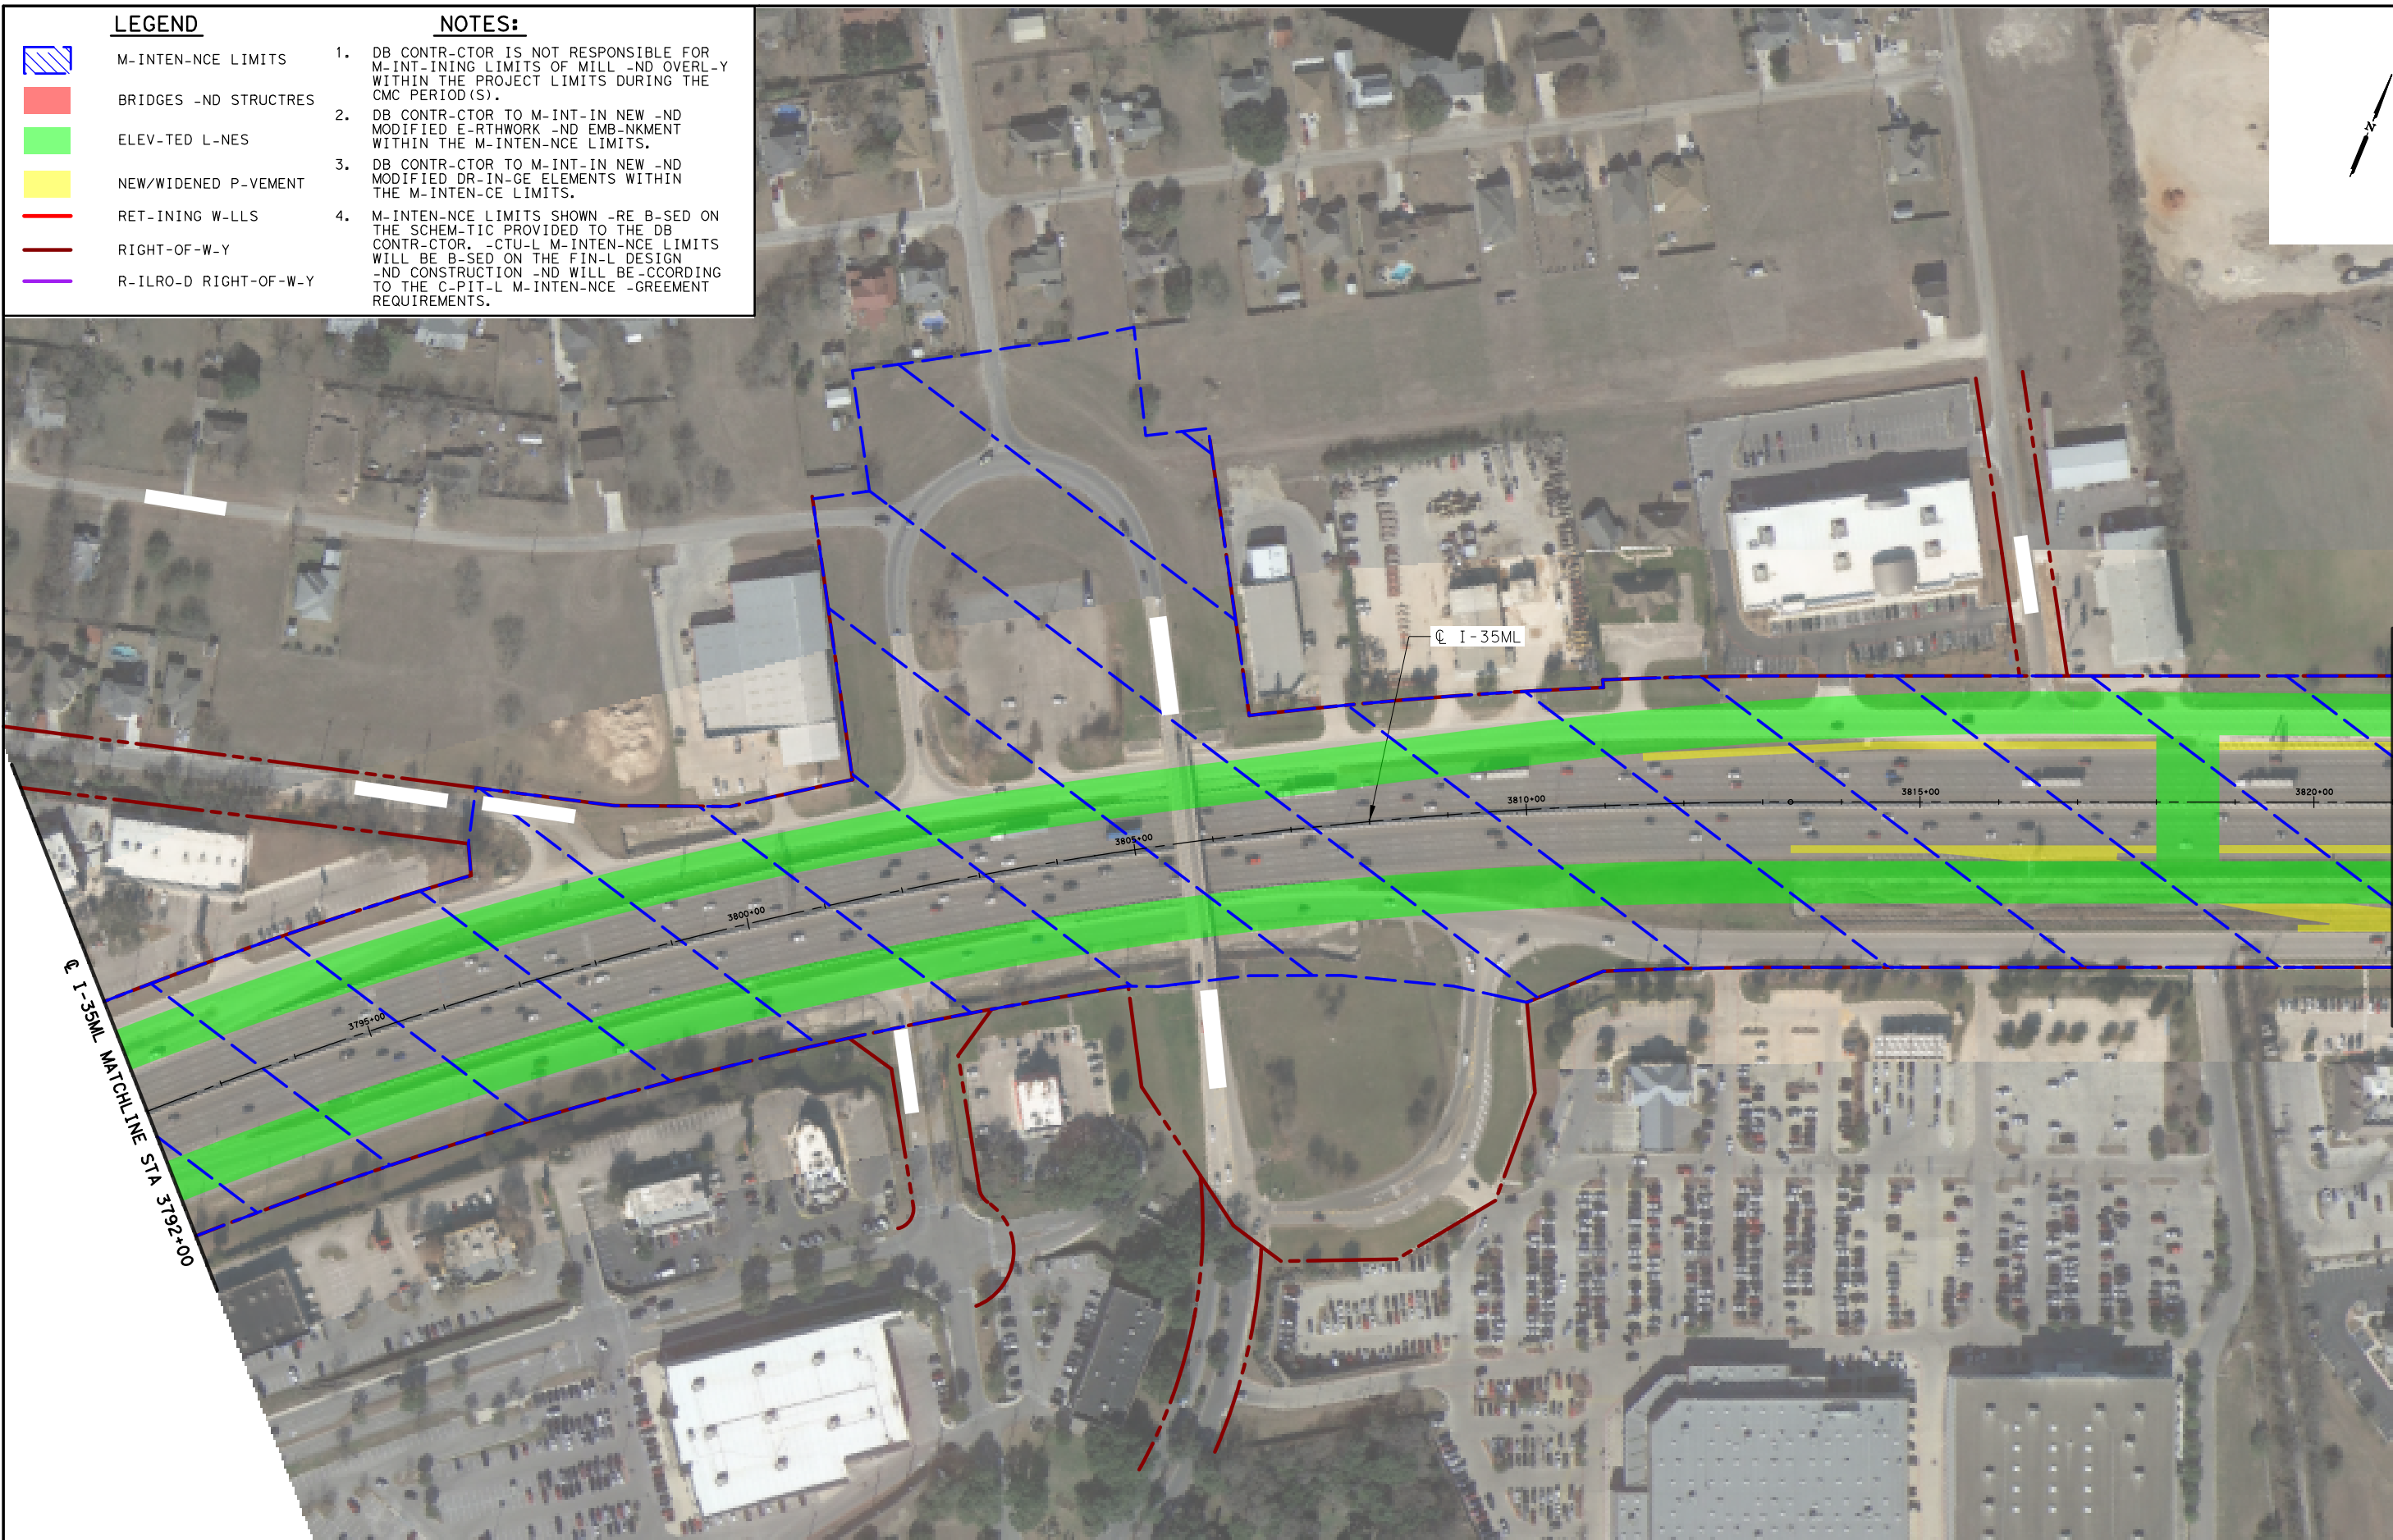 LEGEND
M-INTEN-NCE LIMITS
BRIDGES -ND STRUCTRES
ELEV-TED L-NES
NEW/WIDENED P-VEMENT
RET-INING W-LLS
RIGHT-OF-W-Y
R-ILRO-D RIGHT-OF-W-Y
NOTES:
1. DB CONTR-CTOR IS NOT RESPONSIBLE FOR
M-INT-INING LIMITS OF MILL -ND OVERL-Y
WITHIN THE PROJECT LIMITS DURING THE
CMC PERIOD(S).
2. DB CONTR-CTOR TO M-INT-IN NEW -ND
MODIFIED E-RTHWORK -ND EMB-NKMENT
WITHIN THE M-INTEN-NCE LIMITS.
3. DB CONTR-CTOR TO M-INT-IN NEW -ND
MODIFIED DR-IN-GE ELEMENTS WITHIN
THE M-INTEN-CE LIMITS.
4. M-INTEN-NCE LIMITS SHOWN -RE B-SED ON
THE SCHEM-TIC PROVIDED TO THE DB
CONTR-CTOR. -CTU-L M-INTEN-NCE LIMITS
WILL BE B-SED ON THE FIN-L DESIGN
-ND CONSTRUCTION -ND WILL BE-CCORDING
TO THE C-PIT-L M-INTEN-NCE -GREEMENT
REQUIREMENTS.
N
℄ I-35ML
3795+00
3800+00
3805+00
3810+00
3815+00
3820+00
℄ I-35ML MATCHLINE STA 3792+00